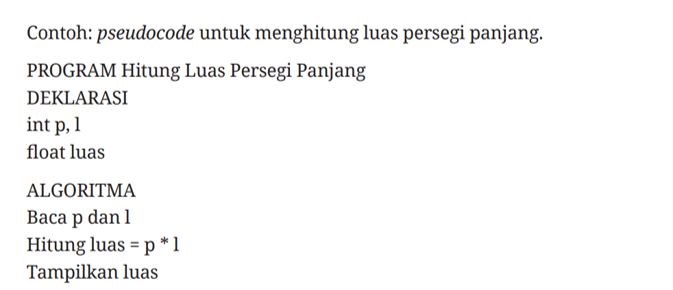 Contoh: pseudocode untuk menghitung luas persegi panjang.
PROGRAM Hitung Luas Persegi Panjang
DEKLARASI
int p, l
float luas
ALGORITMA
Baca p dan l
Hitung luas = p * l
Tampilkan luas